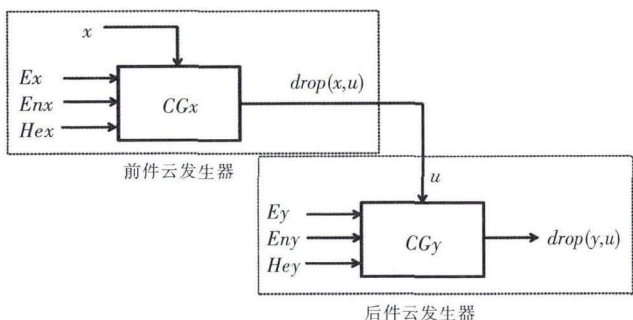 x
Ex
Enx
Hex
CGx
drop(x,u)
前件云发生器
u
Ey
Eny
Hey
CGy
drop(y,u)
后件云发生器